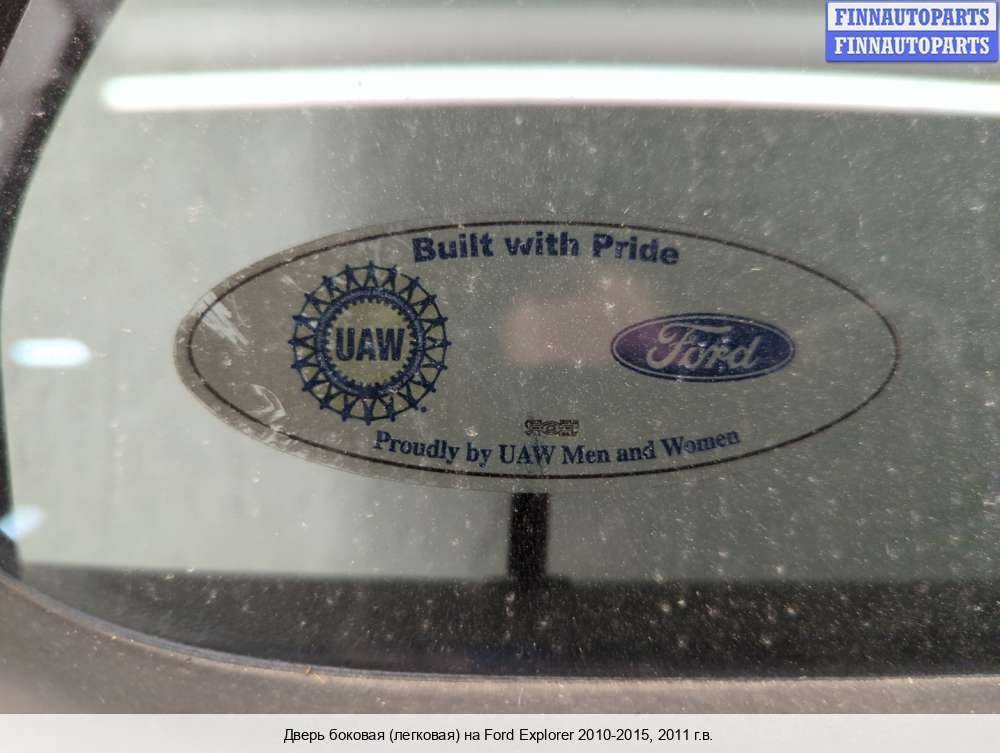 FINNAUTOPARTS
FINNAUTOPARTS
Built with Pride
UAW
Ford
Proudly by UAW Men and Women
Дверь боковая (легковая) на Ford Explorer 2010-2015, 2011 г.в.